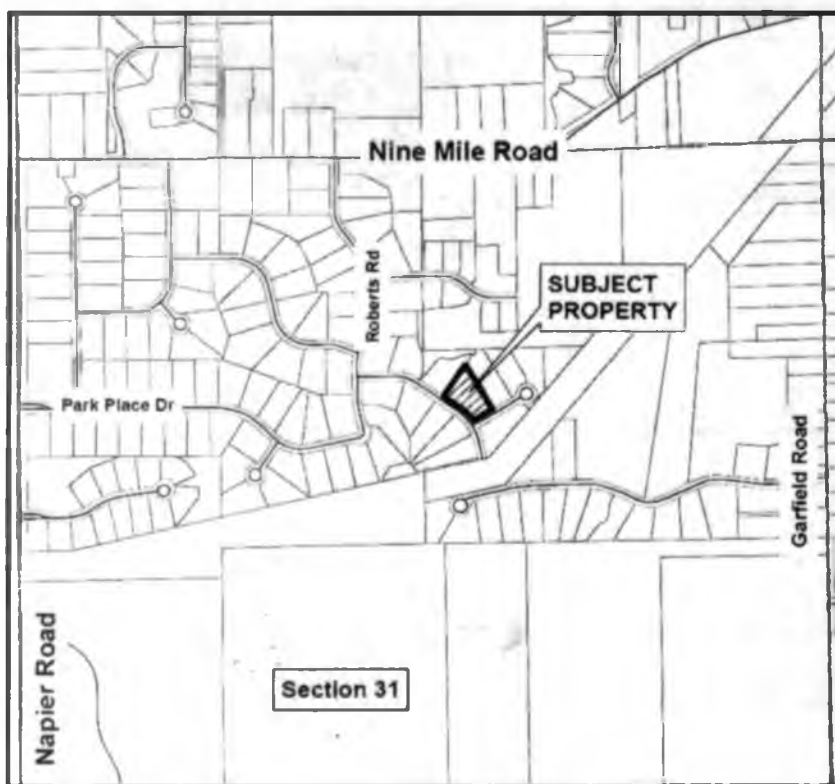 Nine Mile Road
Roberts Rd
SUBJECT
PROPERTY
Park Place Dr
Garfield Road
Napier Road
Section 31